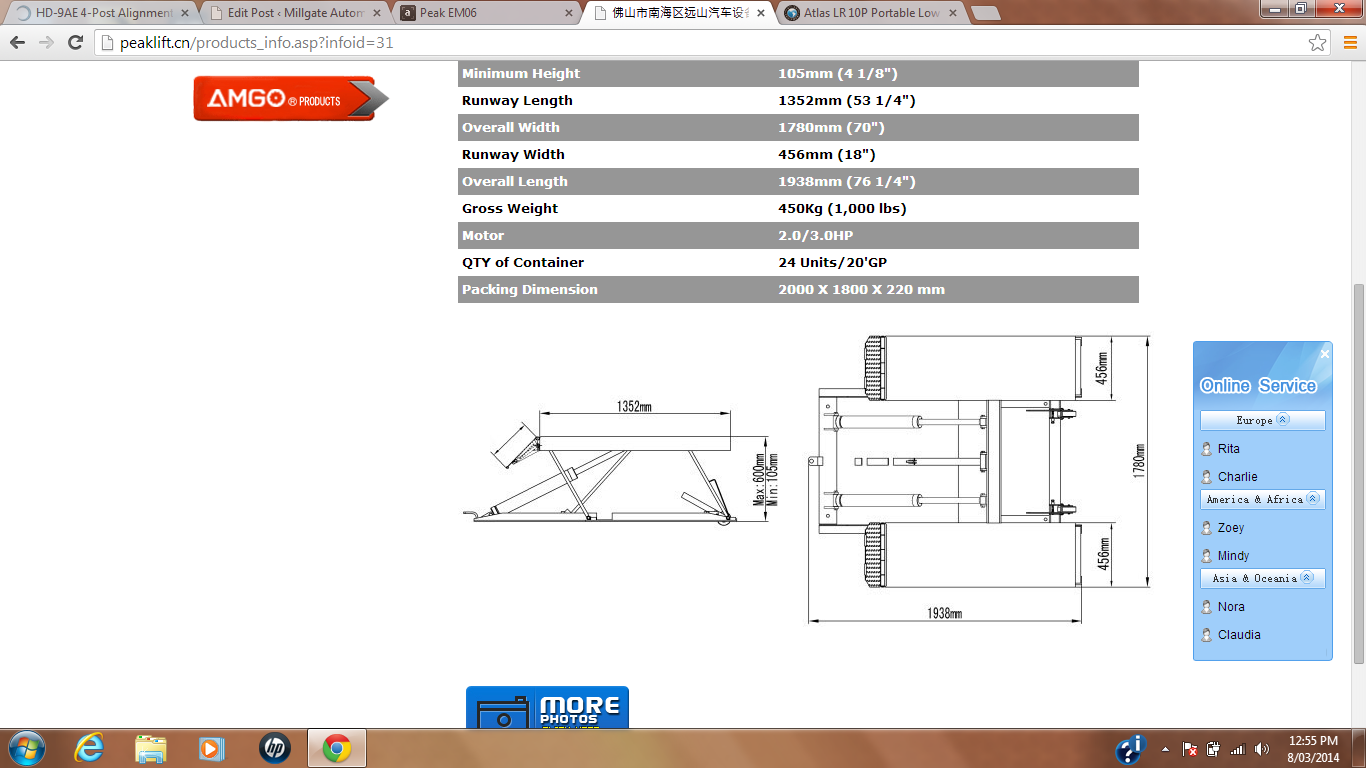 HD-9AE 4-Post Alignment
Edit Post ‹ Millgate Autom
Peak EM06
佛山市南海区远山汽车设
Atlas LR 10P Portable Low
peaklift.cn/products_info.asp?infoid=31
AMGO ® PRODUCTS
Minimum Height 105mm (4 1/8")
Runway Length 1352mm (53 1/4")
Overall Width 1780mm (70")
Runway Width 456mm (18")
Overall Length 1938mm (76 1/4")
Gross Weight 450Kg (1,000 lbs)
Motor 2.0/3.0HP
QTY of Container 24 Units/20'GP
Packing Dimension 2000 X 1800 X 220 mm
1352mm
Max:600mm
Min:105mm
456mm
1780mm
456mm
1938mm
Online Service
Europe
Rita
Charlie
America & Africa
Zoey
Mindy
Asia & Oceania
Nora
Claudia
MORE
PHOTOS
hp
12:55 PM
8/03/2014